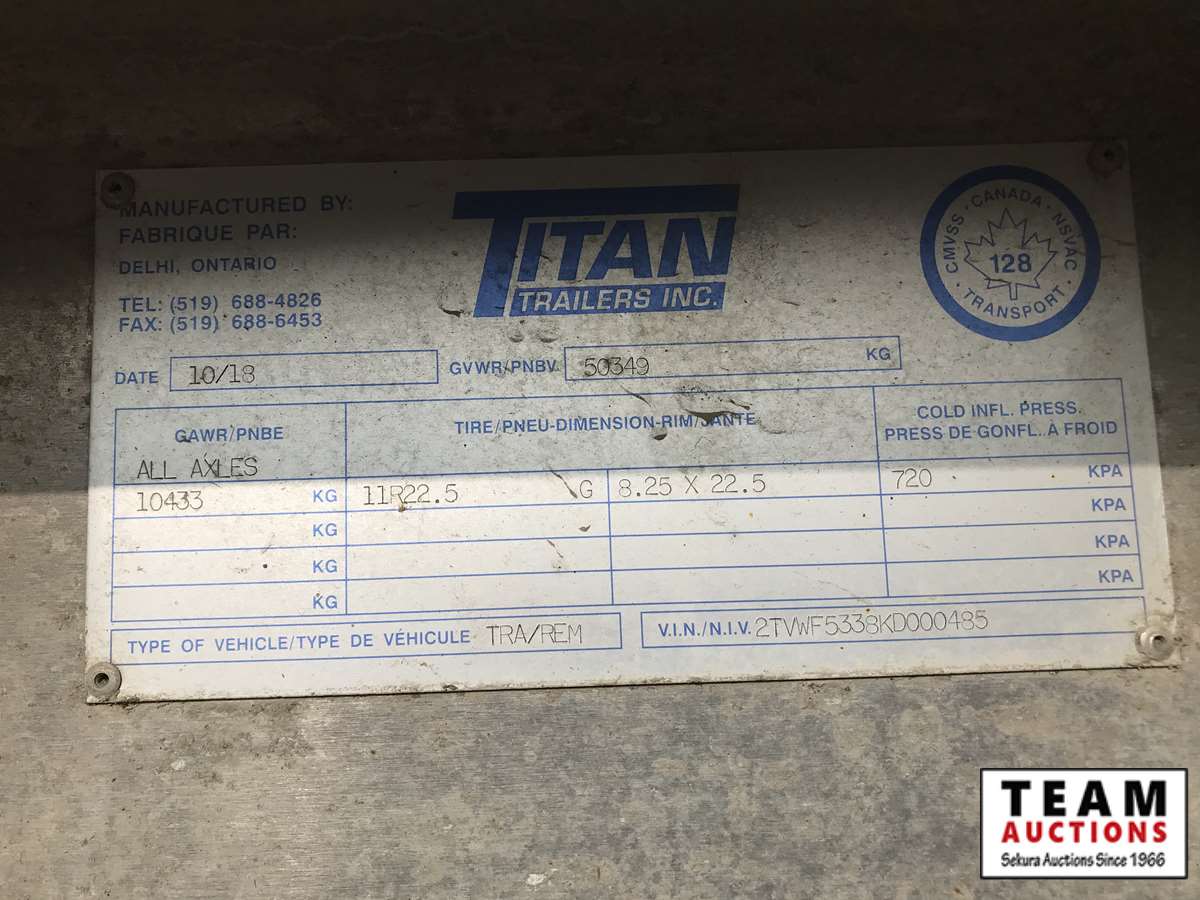 MANUFACTURED BY:
FABRIQUE PAR:
DELHI, ONTARIO
TEL: (519) 688-4826
FAX: (519) 688-6453
TITAN
TRAILERS INC.
CMVSS · CANADA · NSVAC · TRANSPORT ·
128
DATE 10/18 GVWR/PNBV 50349 KG
GAWR/PNBE TIRE/PNEU-DIMENSION-RIM/JANTE COLD INFL. PRESS.
PRESS DE GONFL. À FROID
ALL AXLES
10433 KG 11R22.5 G 8.25 X 22.5 720 KPA
KG KPA
KG KPA
KG KPA
TYPE OF VEHICLE/TYPE DE VÉHICULE TRA/REM V.I.N./N.I.V. 2TVWF5338KD000485
TEAM
AUCTIONS
Sekura Auctions Since 1966